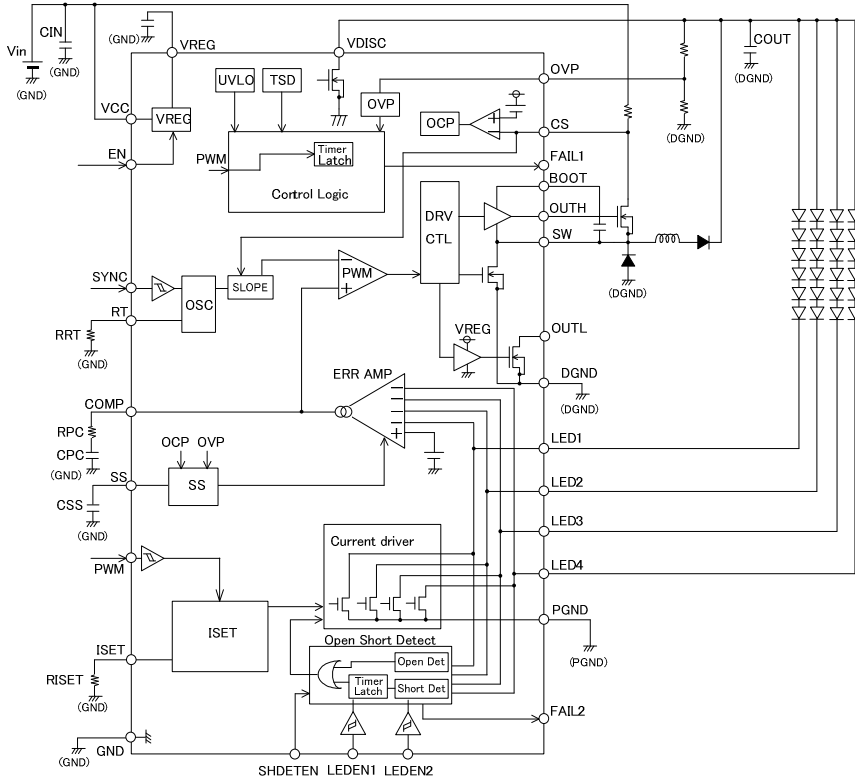 CIN
Vin
(GND)
(GND)
(GND)
VREG
VDISC
COUT
(DGND)
UVLO
TSD
OVP
OVP
VCC
VREG
OCP
+
−
CS
(DGND)
EN
PWM
Timer
Latch
Control Logic
FAIL1
BOOT
DRV
CTL
OUTH
SW
(DGND)
SYNC
OSC
SLOPE
−
PWM
+
RT
RRT
(GND)
VREG
OUTL
DGND
(DGND)
ERR AMP
−
−
−
−
+
COMP
RPC
CPC
(GND)
OCP OVP
SS
SS
CSS
(GND)
LED1
LED2
LED3
LED4
PWM
Current driver
ISET
PGND
(PGND)
ISET
RISET
(GND)
Open Short Detect
Open Det
Timer
Latch
Short Det
FAIL2
GND
(GND)
SHDETEN
LEDEN1
LEDEN2